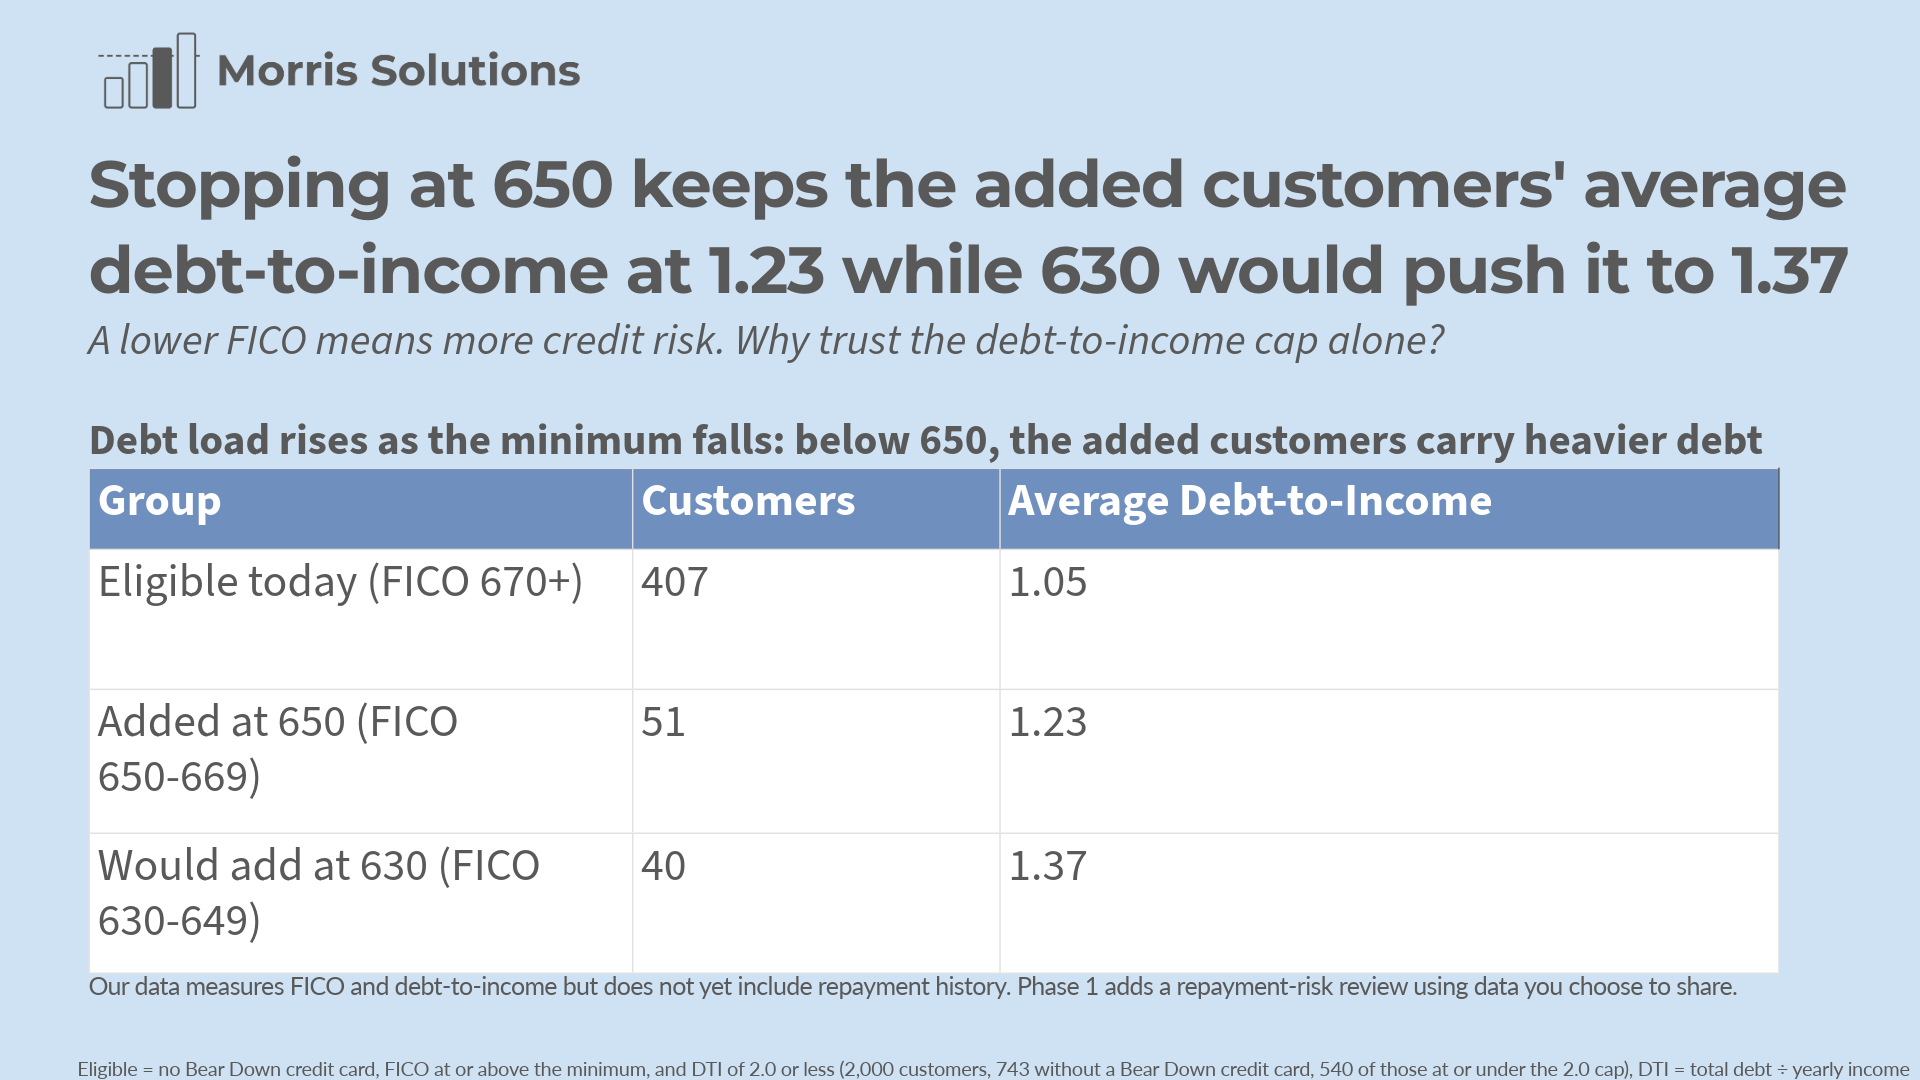 Morris Solutions
Stopping at 650 keeps the added customers' average
debt-to-income at 1.23 while 630 would push it to 1.37
A lower FICO means more credit risk. Why trust the debt-to-income cap alone?
Debt load rises as the minimum falls: below 650, the added customers carry heavier debt
Group Customers Average Debt-to-Income
Eligible today (FICO 670+) 407 1.05
Added at 650 (FICO 51 1.23
650-669)
Would add at 630 (FICO 40 1.37
630-649)
Our data measures FICO and debt-to-income but does not yet include repayment history. Phase 1 adds a repayment-risk review using data you choose to share.
Eligible = no Bear Down credit card, FICO at or above the minimum, and DTI of 2.0 or less (2,000 customers, 743 without a Bear Down credit card, 540 of those at or under the 2.0 cap), DTI = total debt ÷ yearly income